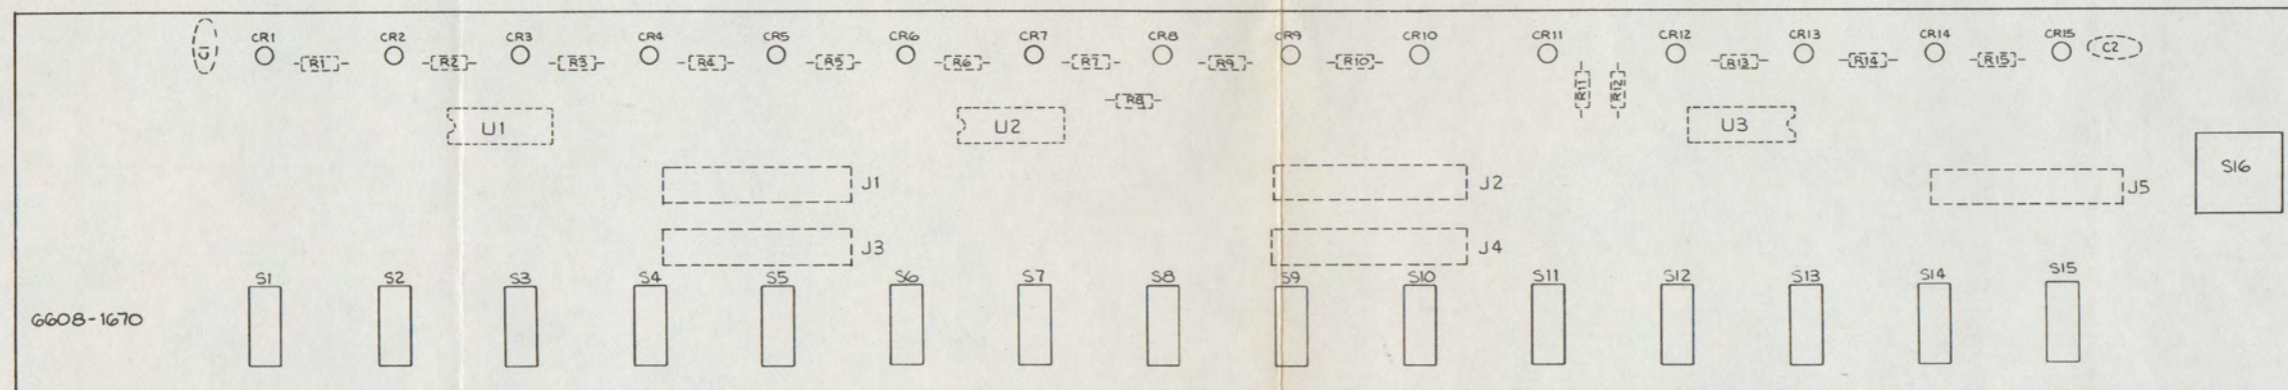 CR1 CR2 CR3 CR4 CR5 CR6 CR7 CR8 CR9 CR10 CR11 CR12 CR13 CR14 CR15
C1 R1 R2 R3 R4 R5 R6 R7 R9 R10 R13 R14 R15 C2
R8 R11 R12
U1 U2 U3
J1 J2 J5 S16
J3 J4
S1 S2 S3 S4 S5 S6 S7 S8 S9 S10 S11 S12 S13 S14 S15
6608-1670